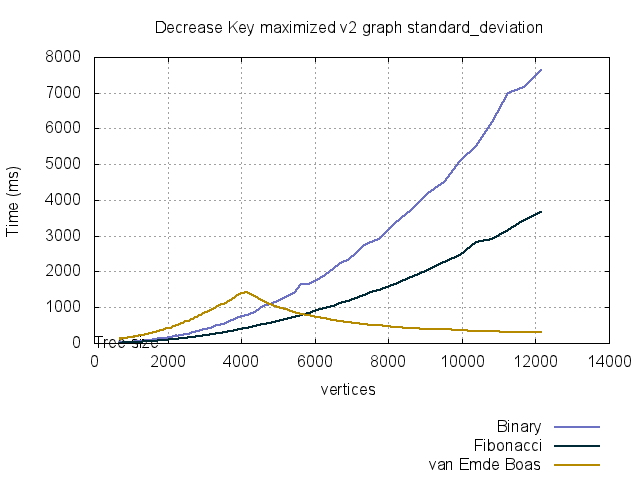 Decrease Key maximized v2 graph standard_deviation
8000
7000
6000
5000
4000
3000
2000
1000
0
Time (ms)
Tree size
0 2000 4000 6000 8000 10000 12000 14000
vertices
Binary
Fibonacci
van Emde Boas